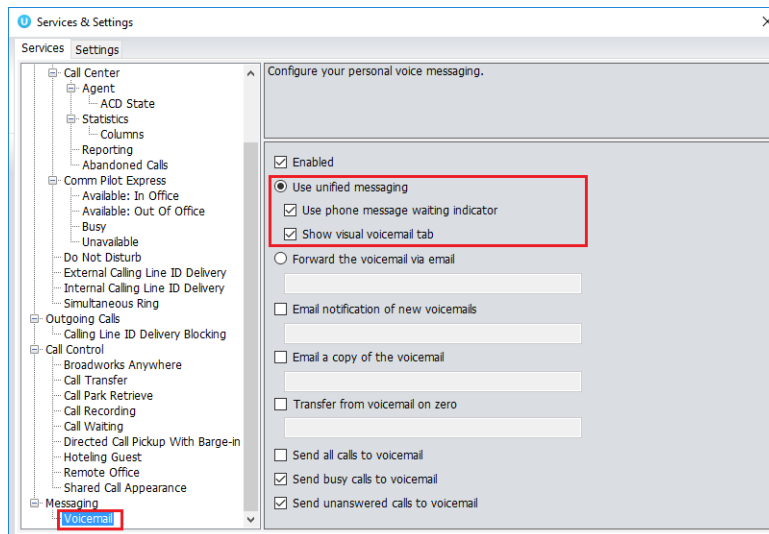 Services & Settings
Services Settings
Call Center
Agent
ACD State
Statistics
Columns
Reporting
Abandoned Calls
Comm Pilot Express
Available: In Office
Available: Out Of Office
Busy
Unavailable
Do Not Disturb
External Calling Line ID Delivery
Internal Calling Line ID Delivery
Simultaneous Ring
Outgoing Calls
Calling Line ID Delivery Blocking
Call Control
Broadworks Anywhere
Call Transfer
Call Park Retrieve
Call Recording
Call Waiting
Directed Call Pickup With Barge-in
Hoteling Guest
Remote Office
Shared Call Appearance
Messaging
Voicemail
Configure your personal voice messaging.
Enabled
Use unified messaging
Use phone message waiting indicator
Show visual voicemail tab
Forward the voicemail via email
Email notification of new voicemails
Email a copy of the voicemail
Transfer from voicemail on zero
Send all calls to voicemail
Send busy calls to voicemail
Send unanswered calls to voicemail